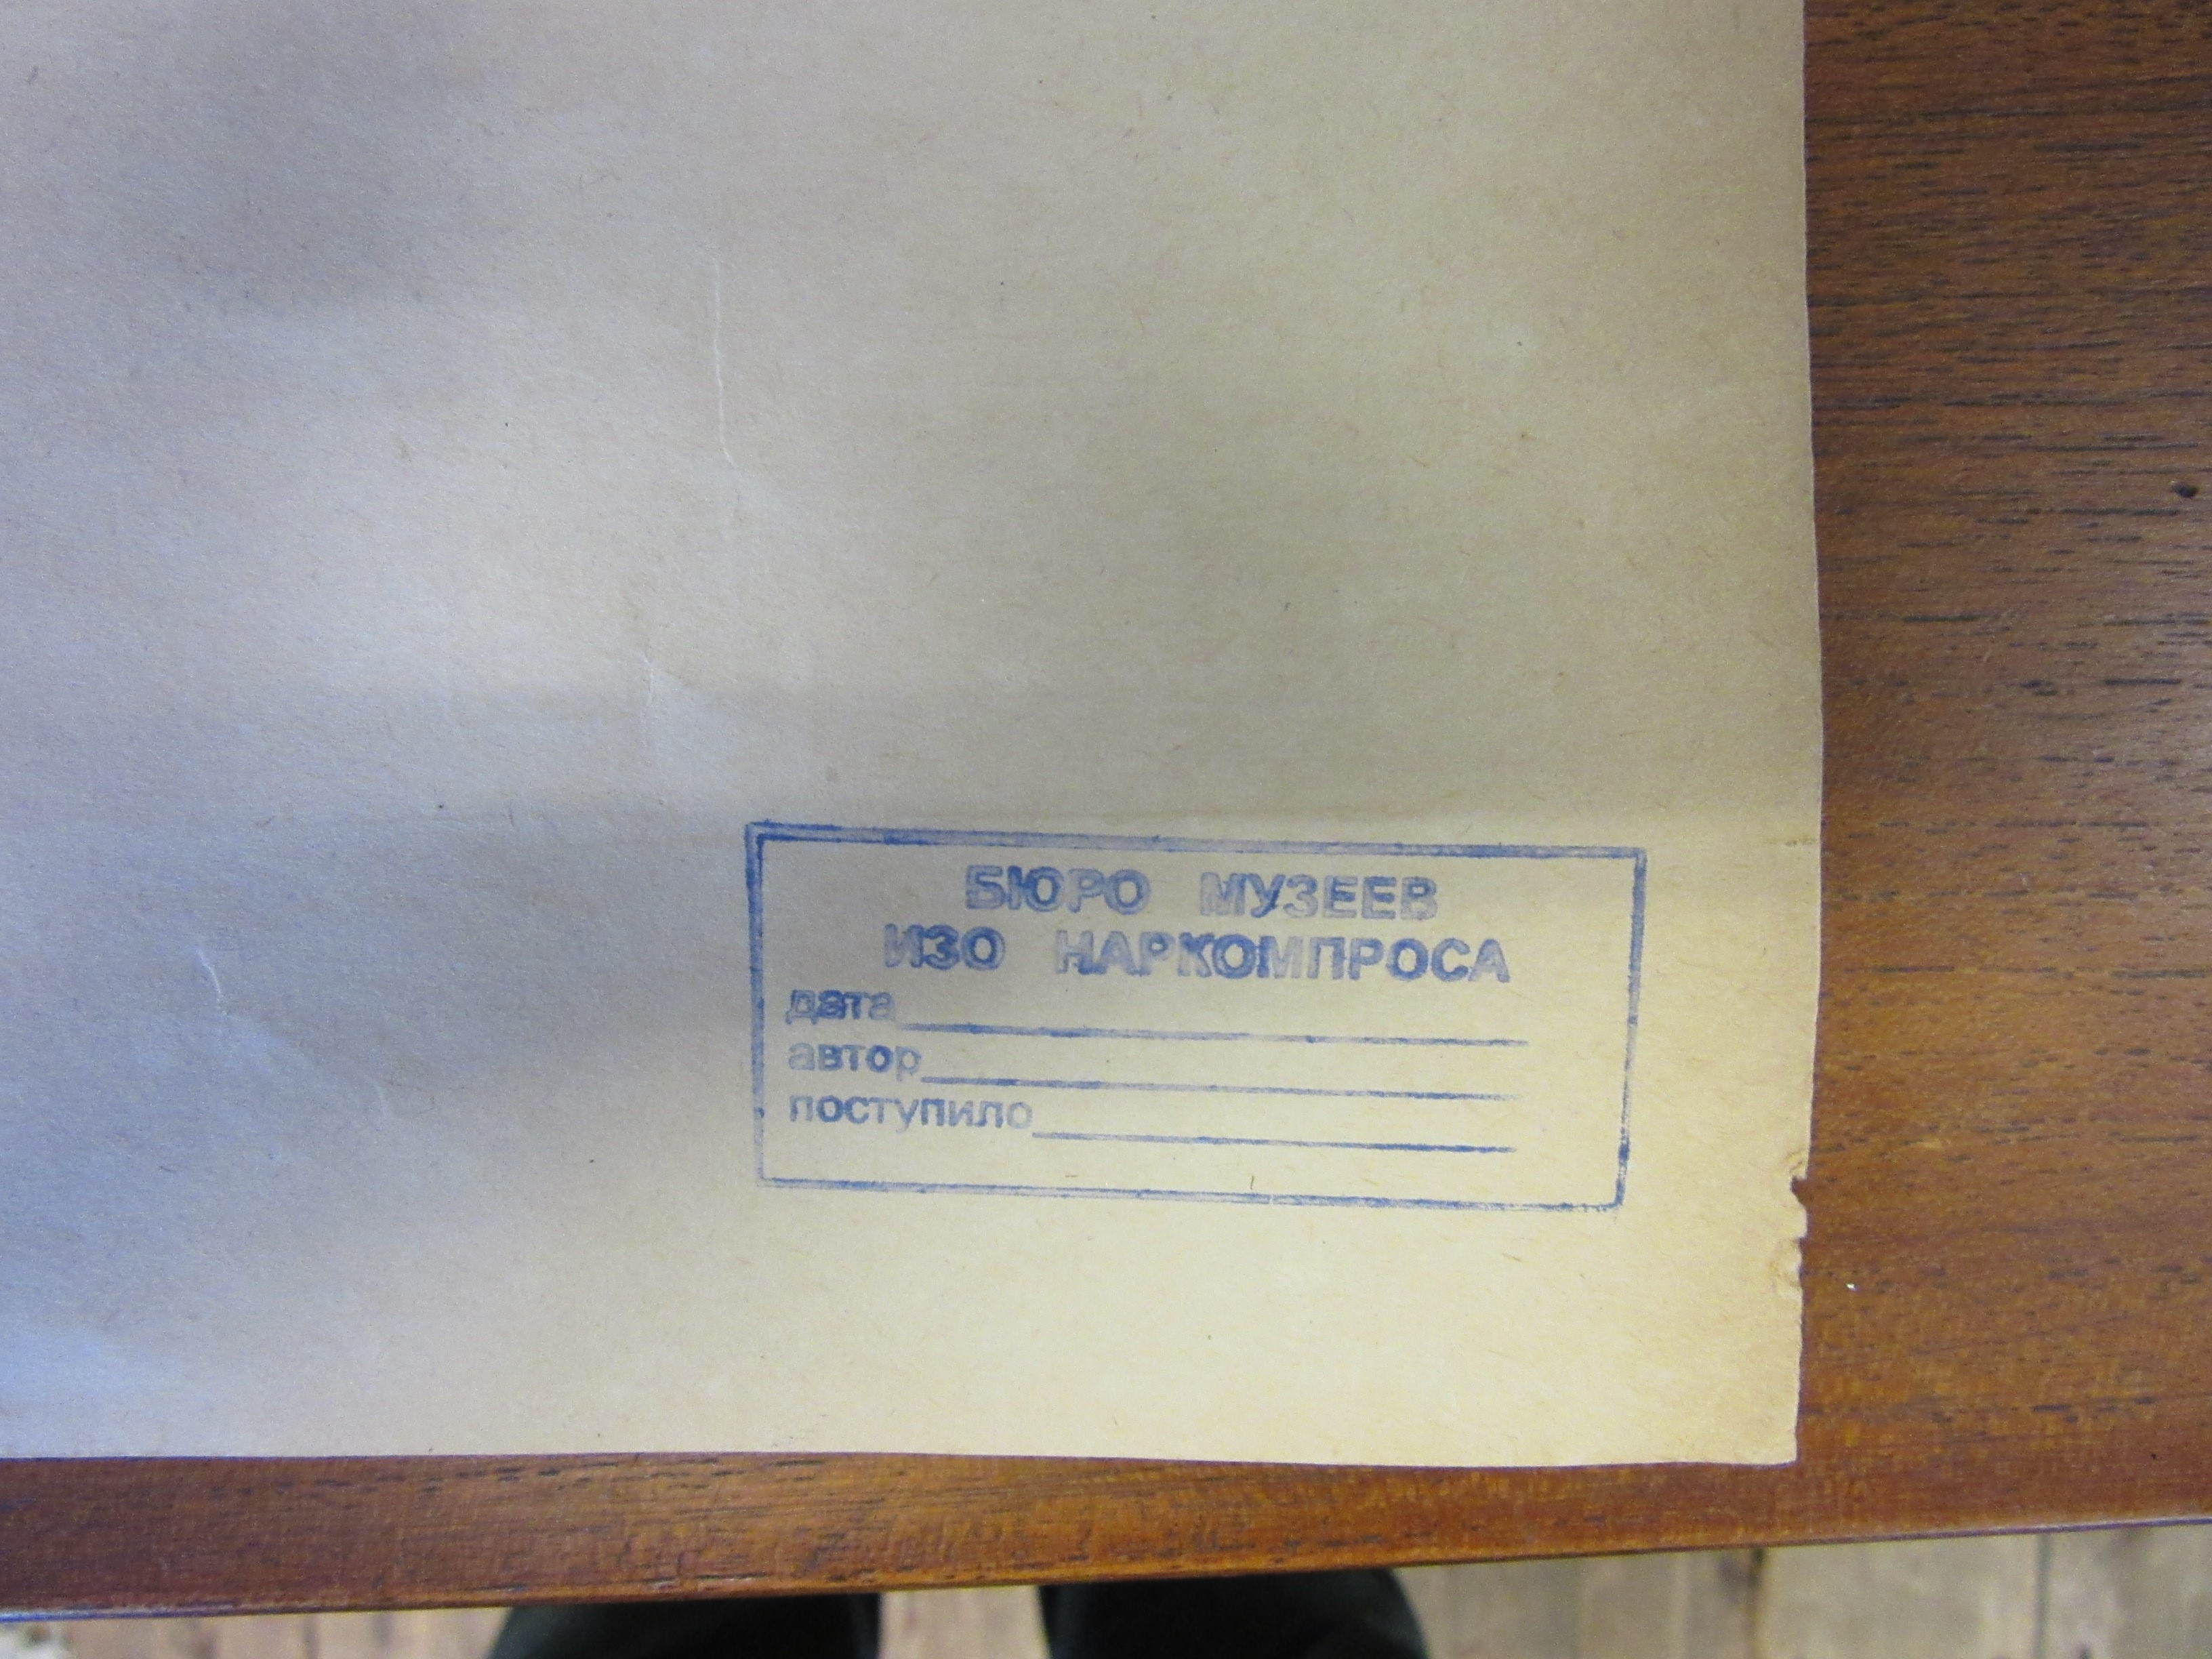 БЮРО МУЗЕЕВ
ИЗО НАРКОМПРОСА
дата
автор
поступило